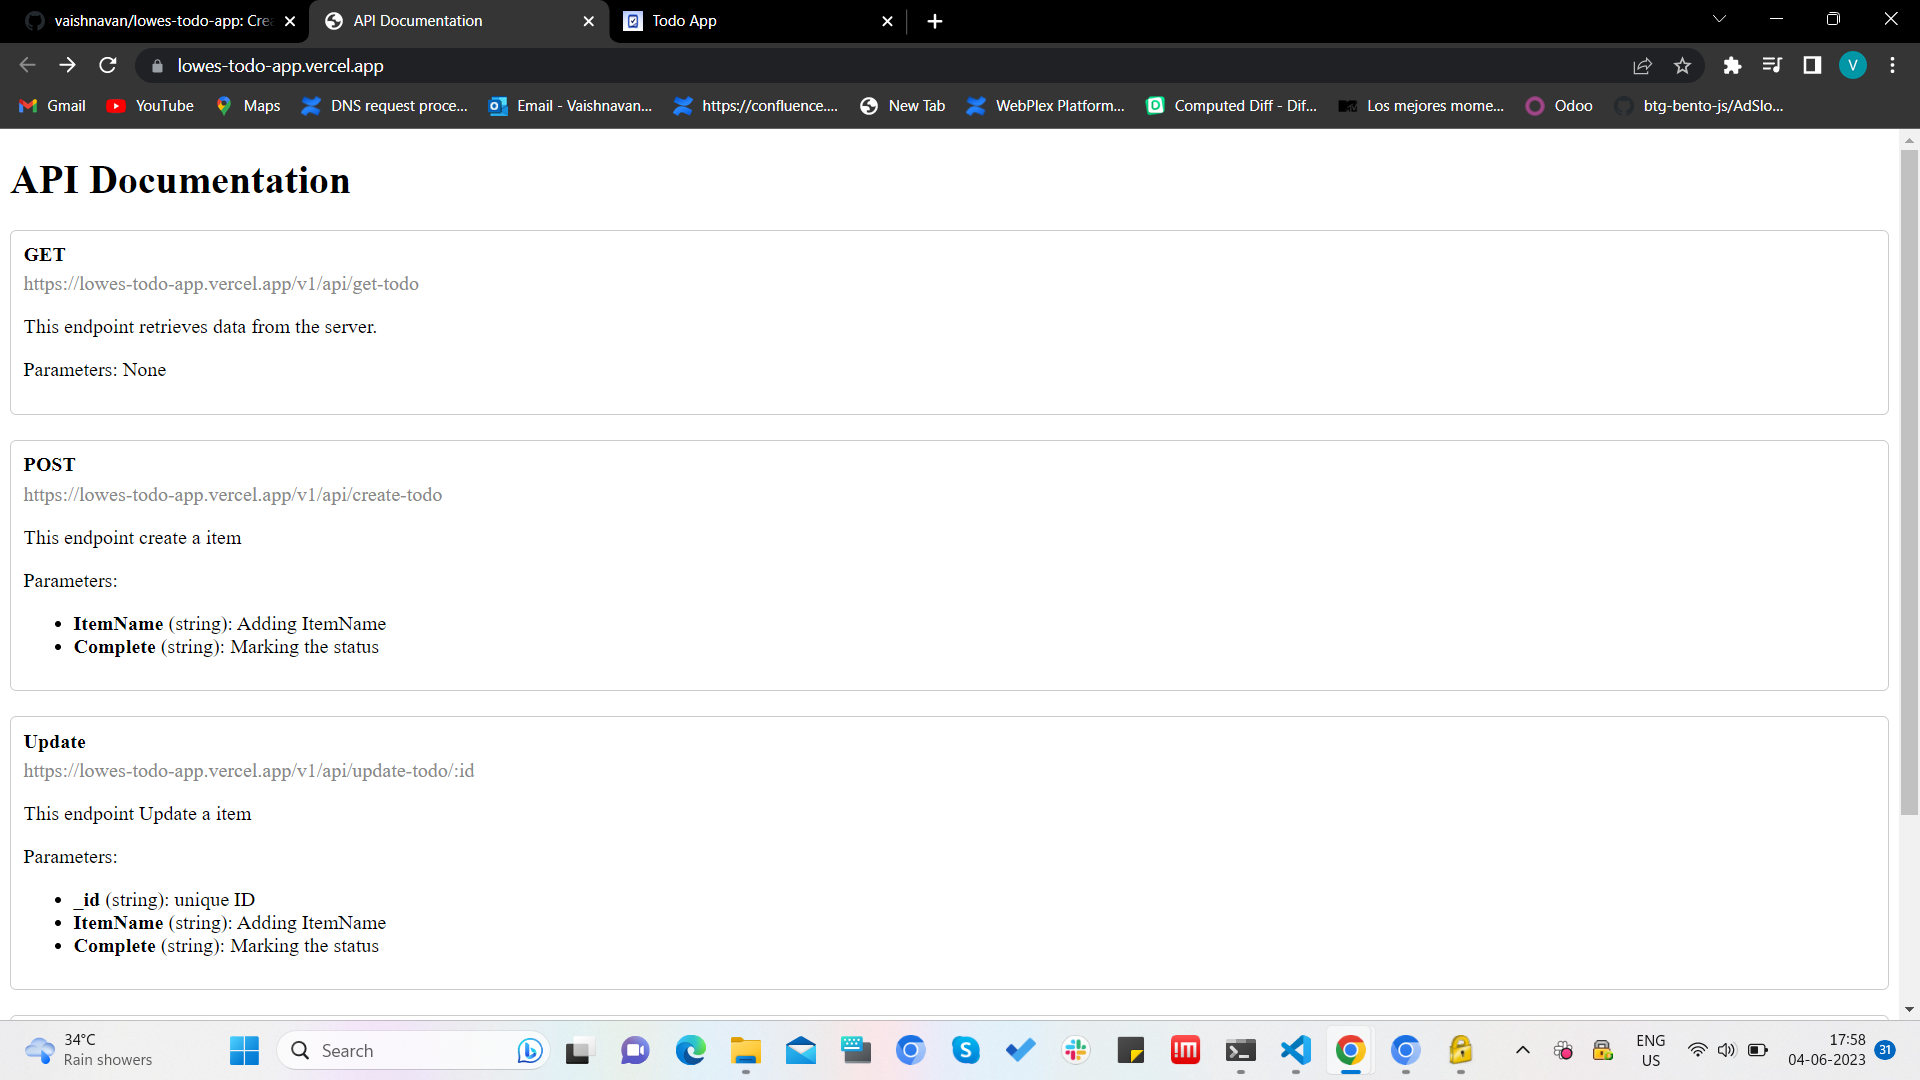 vaishnavan/lowes-todo-app: Crea
API Documentation
Todo App
lowes-todo-app.vercel.app
V
Gmail
YouTube
Maps
DNS request proce...
Email - Vaishnavan...
https://confluence....
New Tab
WebPlex Platform...
Computed Diff - Dif...
Los mejores mome...
Odoo
btg-bento-js/AdSlo...
API Documentation
GET
https://lowes-todo-app.vercel.app/v1/api/get-todo
This endpoint retrieves data from the server.
Parameters: None
POST
https://lowes-todo-app.vercel.app/v1/api/create-todo
This endpoint create a item
Parameters:
• ItemName (string): Adding ItemName
• Complete (string): Marking the status
Update
https://lowes-todo-app.vercel.app/v1/api/update-todo/:id
This endpoint Update a item
Parameters:
• _id (string): unique ID
• ItemName (string): Adding ItemName
• Complete (string): Marking the status
34°C
Rain showers
Search
ENG
US
17:58
04-06-2023
31